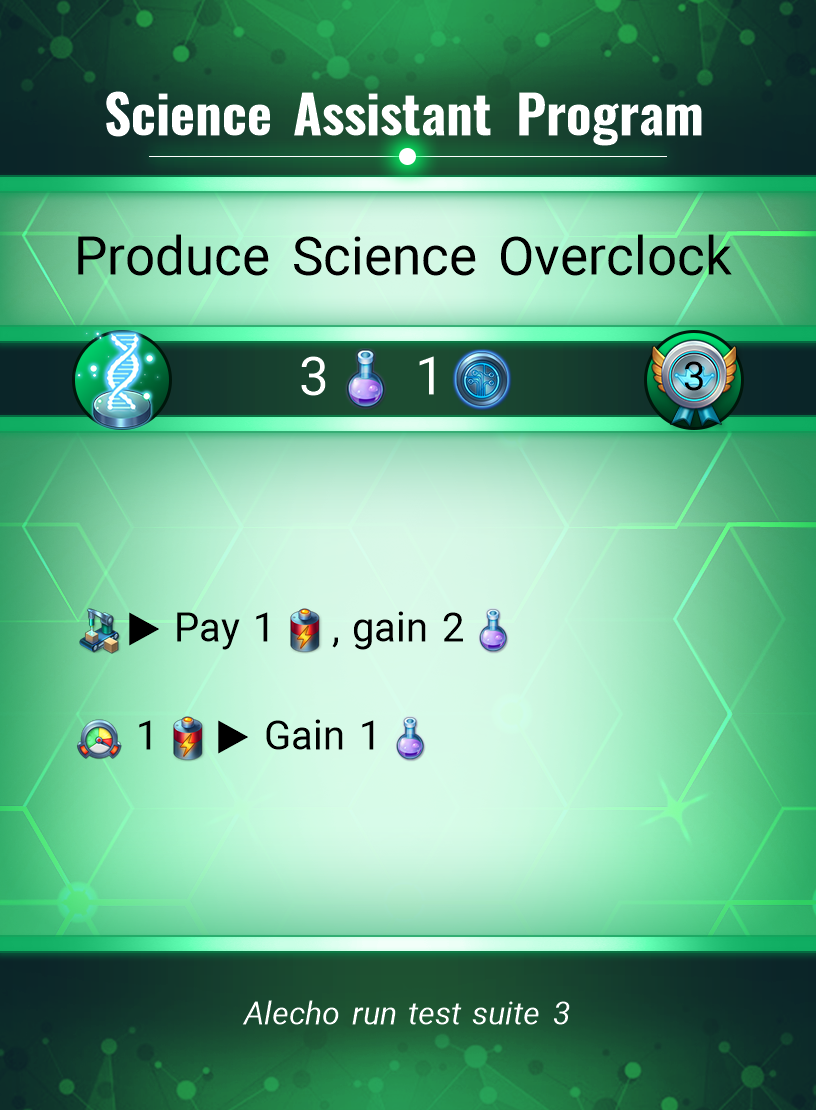 Science Assistant Program
Produce Science Overclock
3 1 3
▶ Pay 1 , gain 2
1 ▶ Gain 1
Alecho run test suite 3